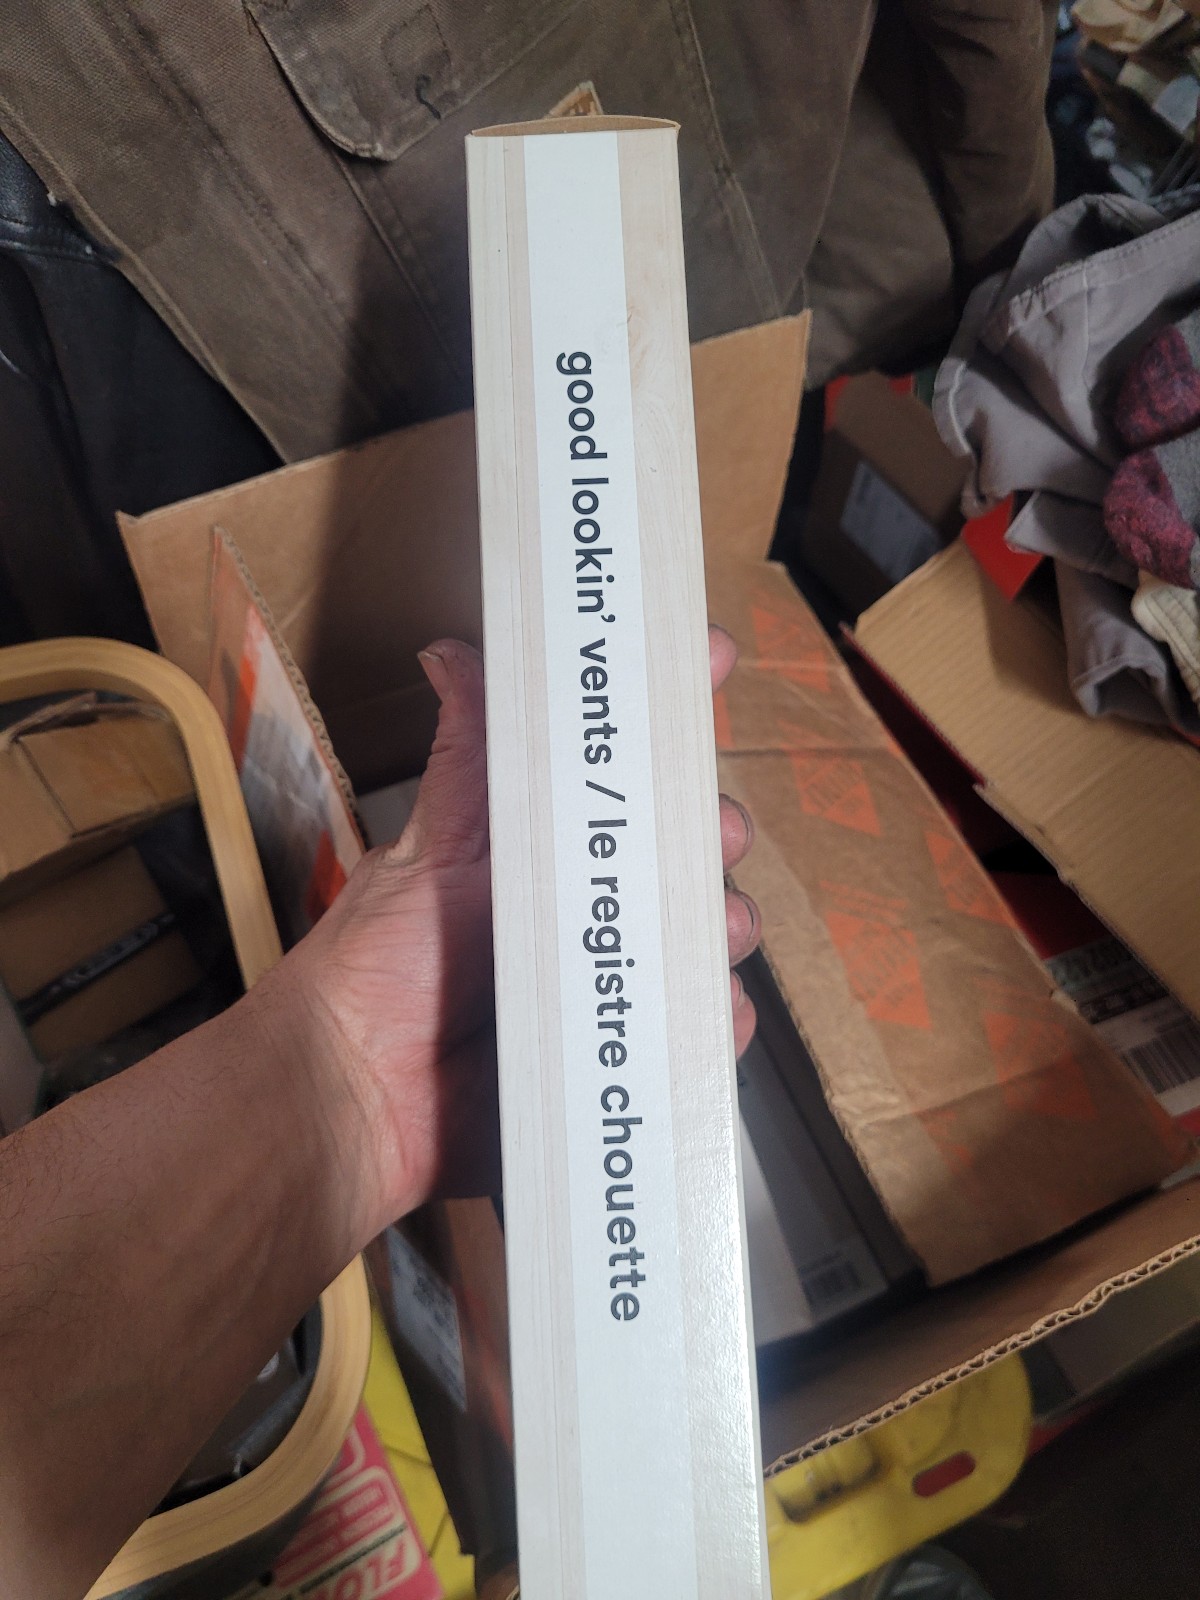 good lookin’ vents / le registre chouette